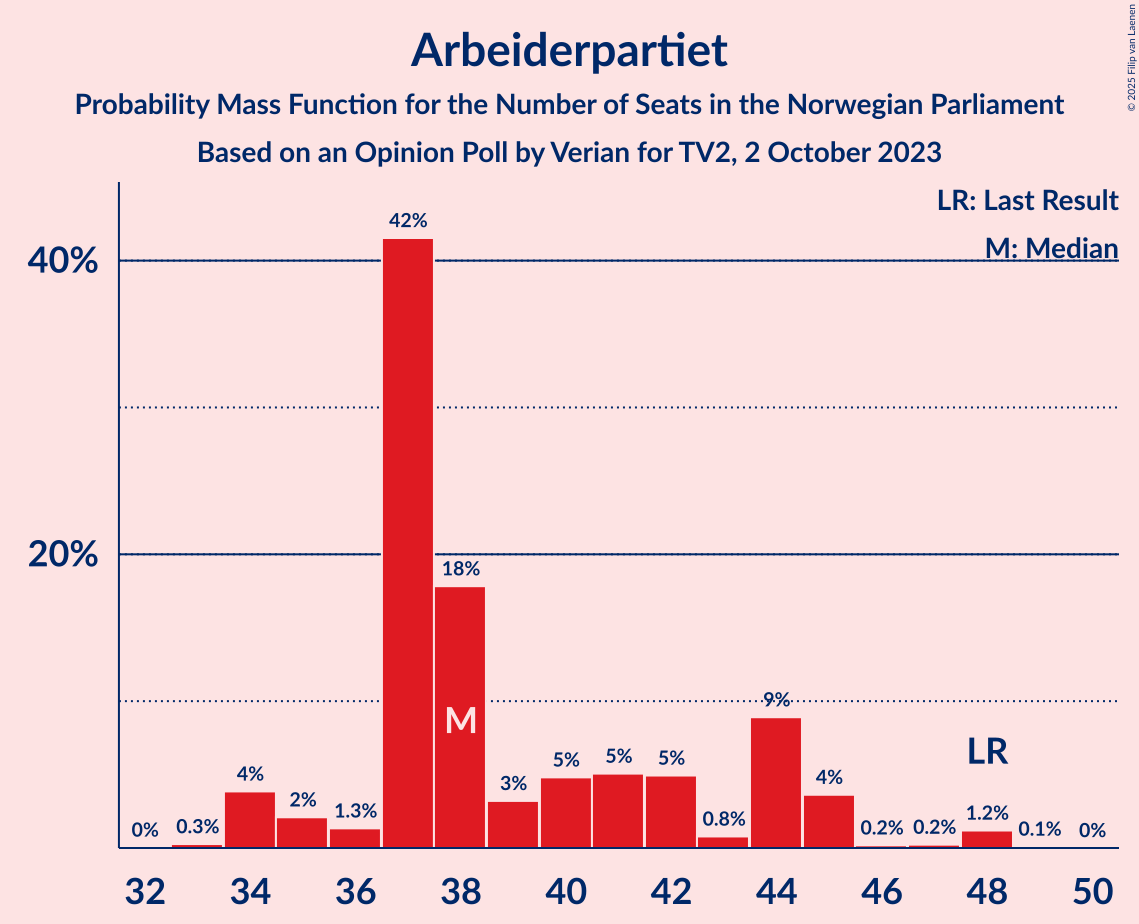 Arbeiderpartiet
Probability Mass Function for the Number of Seats in the Norwegian Parliament
Based on an Opinion Poll by Verian for TV2, 2 October 2023
© 2025 Filip van Laenen
LR: Last Result
M: Median
40%
20%
0%
0.3%
4%
2%
1.3%
42%
18%
3%
5%
5%
5%
0.8%
9%
4%
0.2%
0.2%
1.2%
0.1%
0%
M
LR
32 34 36 38 40 42 44 46 48 50